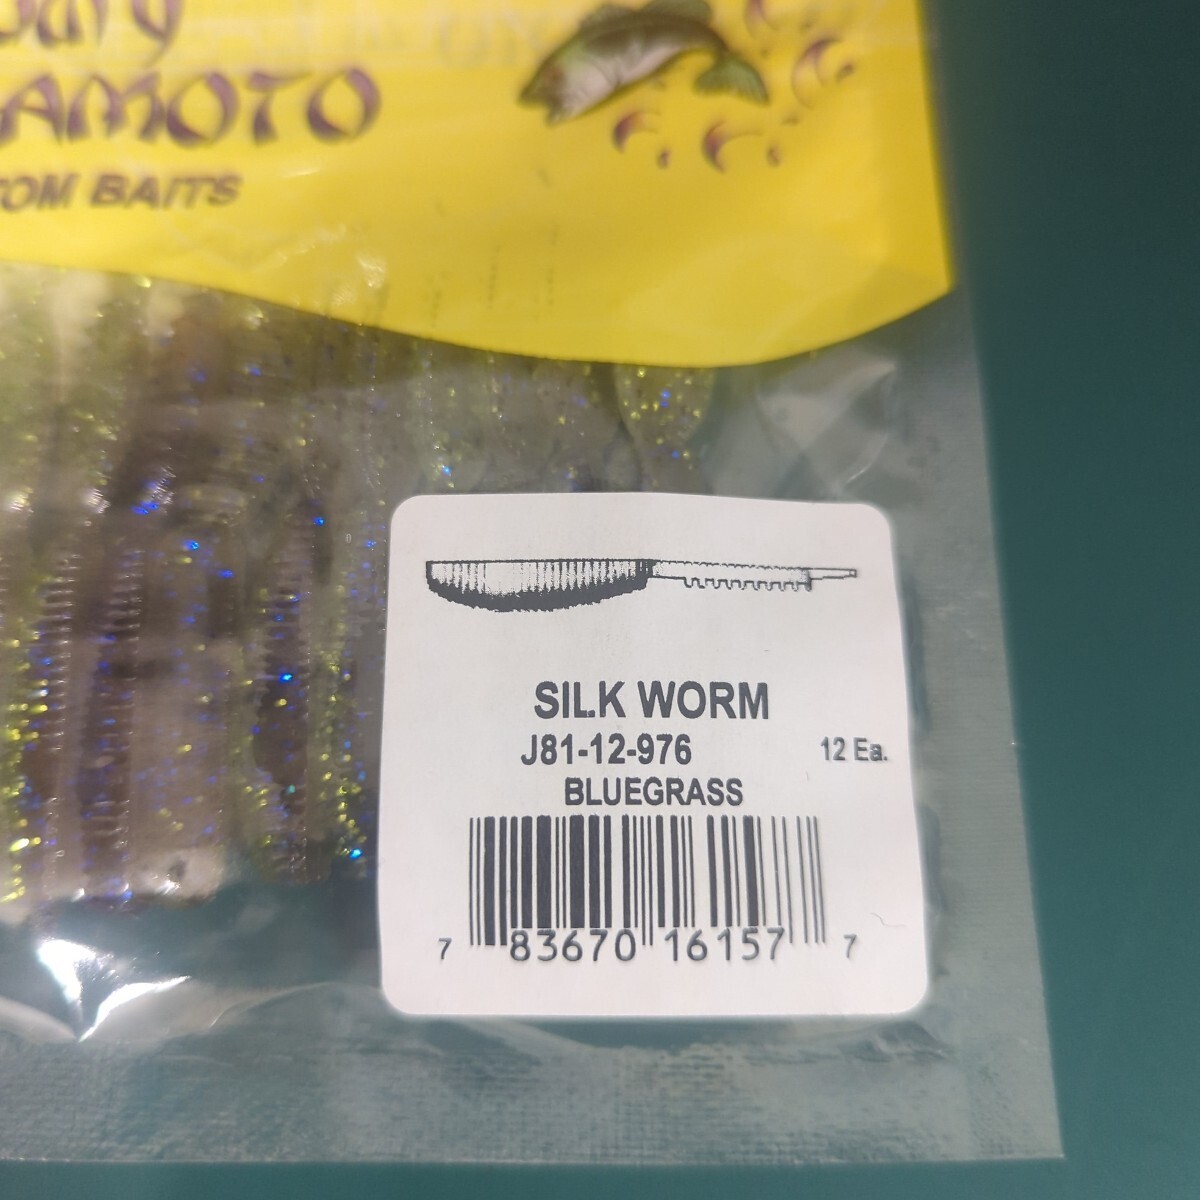 AMOTO
TOM BAITS
SILK WORM
J81-12-976
12 Ea.
BLUEGRASS
7 83670 16157 7